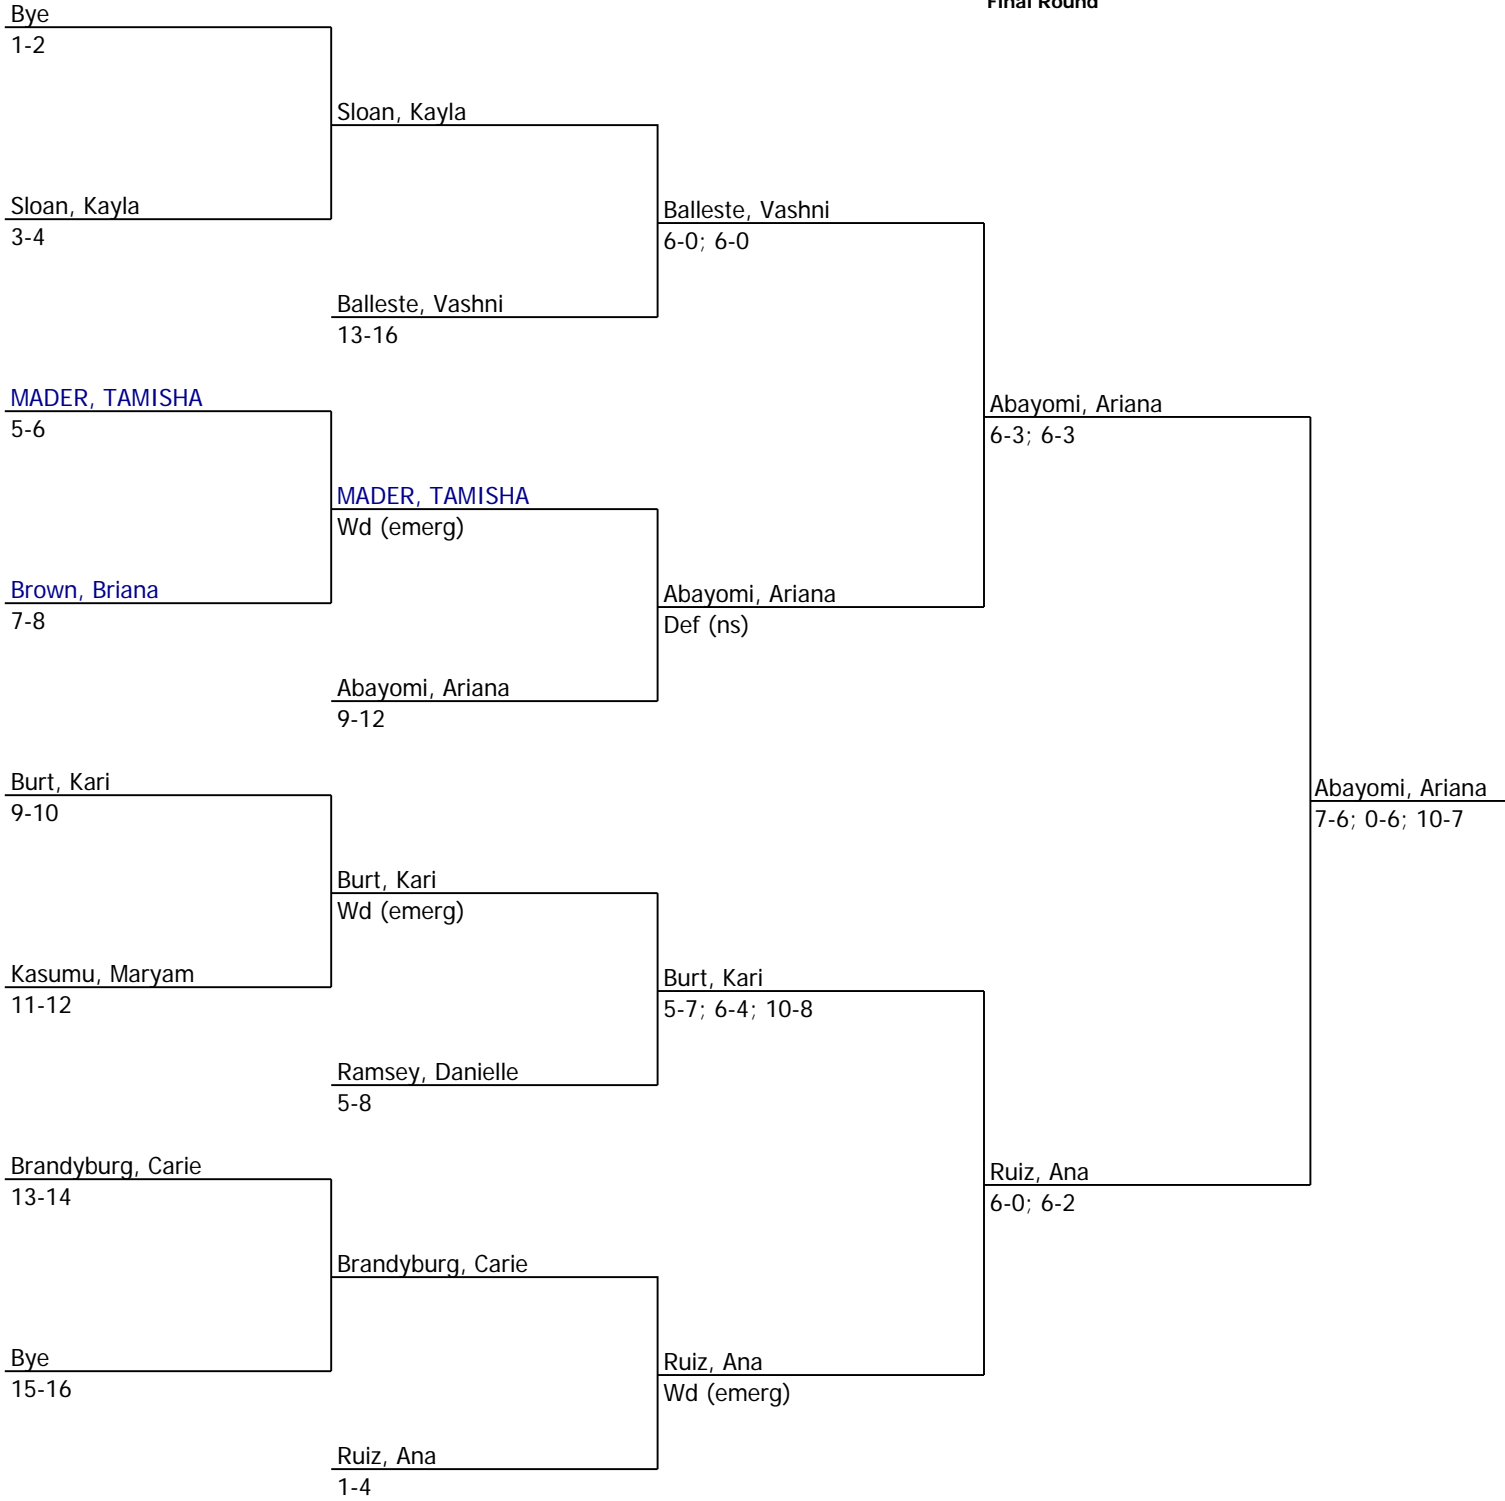 Final Round
Bye
1-2
Sloan, Kayla
Sloan, Kayla
3-4
Balleste, Vashni
6-0; 6-0
Balleste, Vashni
13-16
MADER, TAMISHA
5-6
Abayomi, Ariana
6-3; 6-3
MADER, TAMISHA
Wd (emerg)
Brown, Briana
7-8
Abayomi, Ariana
Def (ns)
Abayomi, Ariana
9-12
Burt, Kari
9-10
Abayomi, Ariana
7-6; 0-6; 10-7
Burt, Kari
Wd (emerg)
Kasumu, Maryam
11-12
Burt, Kari
5-7; 6-4; 10-8
Ramsey, Danielle
5-8
Brandyburg, Carie
13-14
Ruiz, Ana
6-0; 6-2
Brandyburg, Carie
Bye
15-16
Ruiz, Ana
Wd (emerg)
Ruiz, Ana
1-4